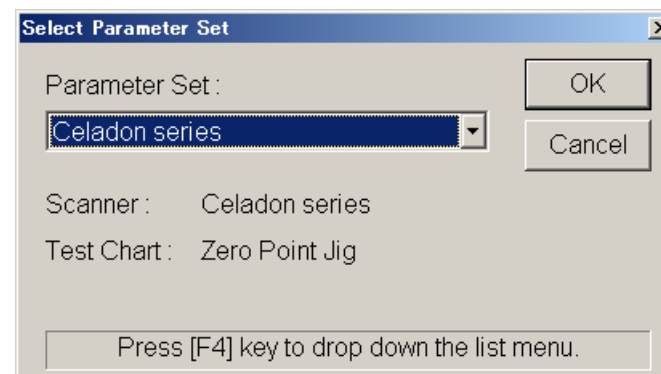 Select Parameter Set
Parameter Set :
OK
Celadon series
Cancel
Scanner : Celadon series
Test Chart : Zero Point Jig
Press [F4] key to drop down the list menu.